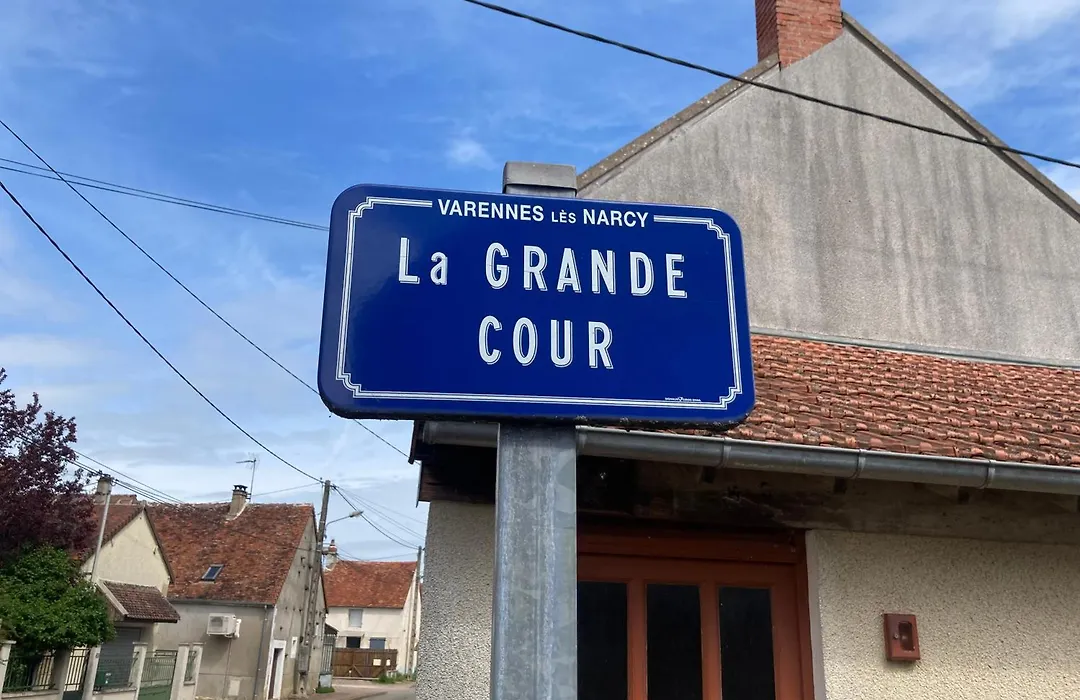 VARENNES LÈS NARCY
La GRANDE
COUR